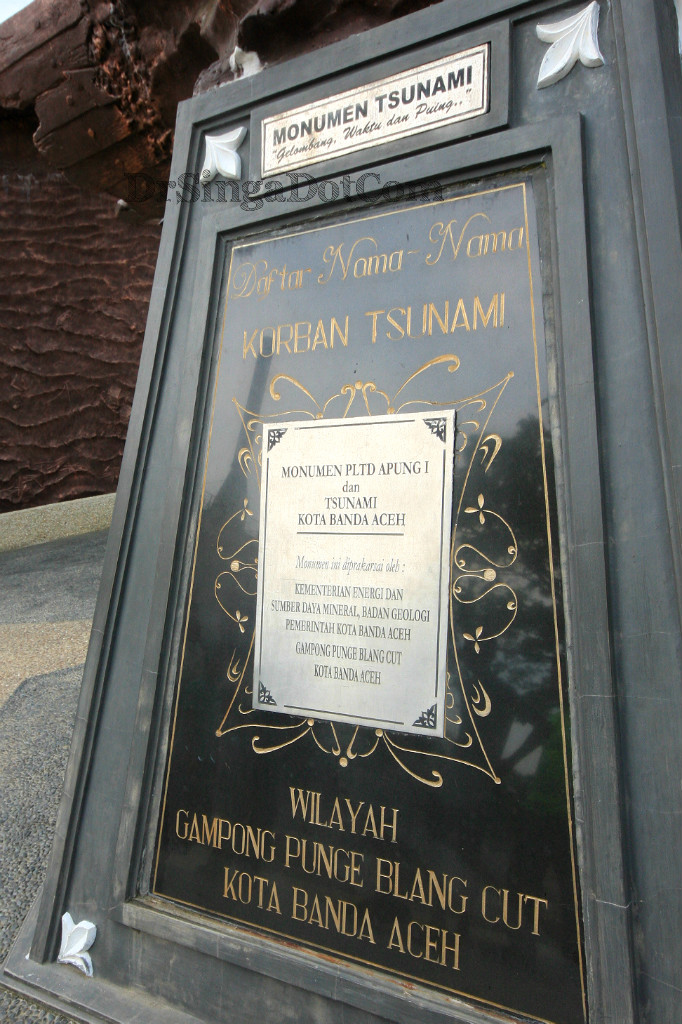 MONUMEN TSUNAMI
"Gelombang, Waktu dan Puing.."
DrSingaDotCom
Daftar Nama-Nama
KORBAN TSUNAMI
MONUMEN PLTD APUNG I
dan
TSUNAMI
KOTA BANDA ACEH
Monumen ini diprakarsai oleh :
KEMENTERIAN ENERGI DAN
SUMBER DAYA MINERAL, BADAN GEOLOGI
PEMERINTAH KOTA BANDA ACEH
GAMPONG PUNGE BLANG CUT
KOTA BANDA ACEH
WILAYAH
GAMPONG PUNGE BLANG CUT
KOTA BANDA ACEH